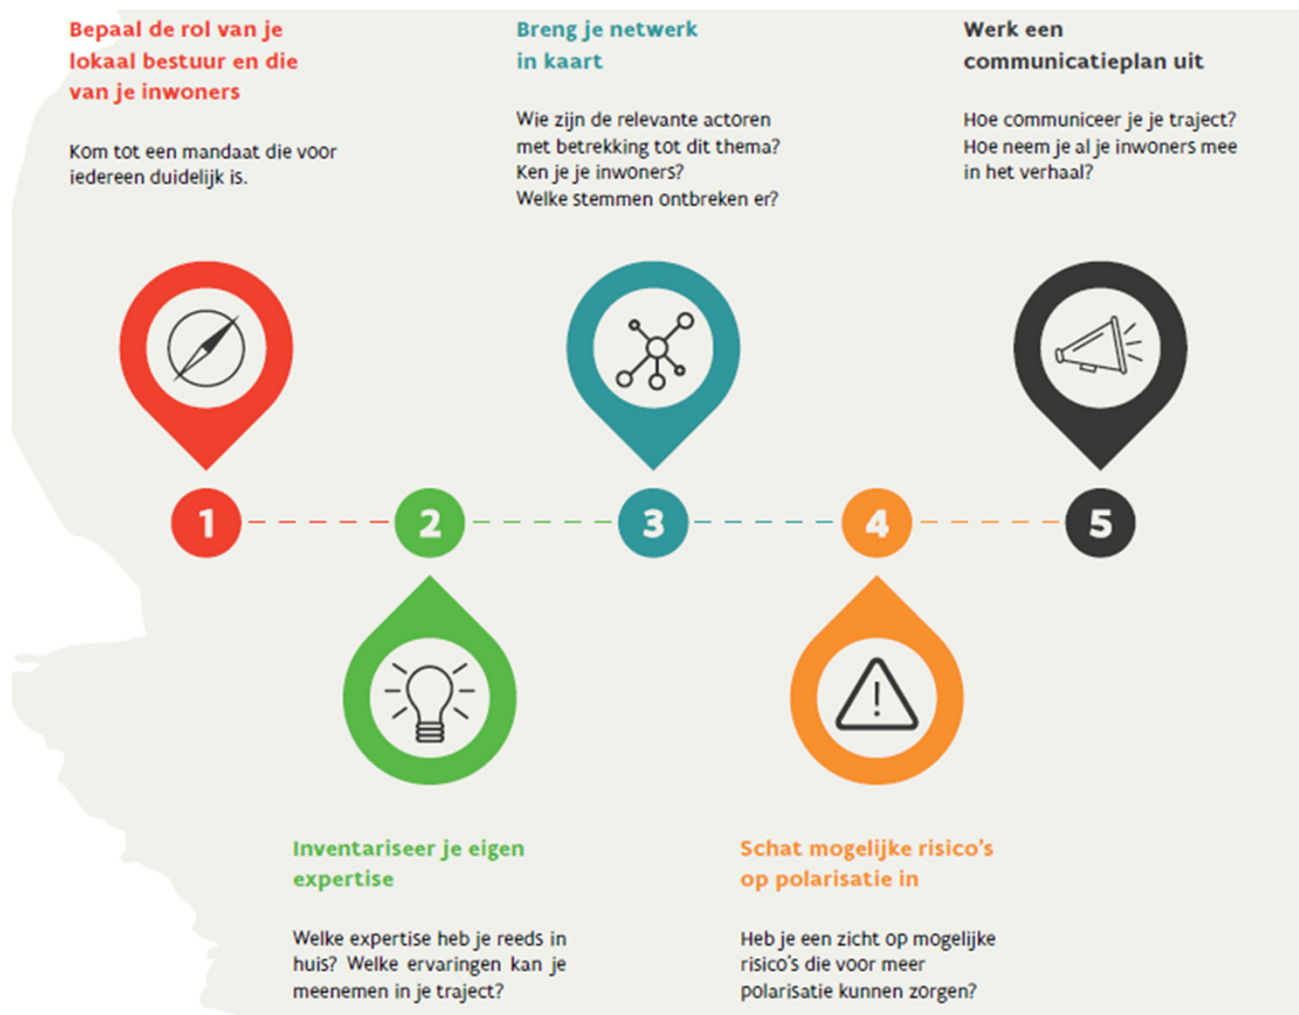 Bepaal de rol van je
lokaal bestuur en die
van je inwoners
Kom tot een mandaat die voor
iedereen duidelijk is.
Breng je netwerk
in kaart
Wie zijn de relevante actoren
met betrekking tot dit thema?
Ken je je inwoners?
Welke stemmen ontbreken er?
Werk een
communicatieplan uit
Hoe communiceer je je traject?
Hoe neem je al je inwoners mee
in het verhaal?
1
2
3
4
5
!
Inventariseer je eigen
expertise
Welke expertise heb je reeds in
huis? Welke ervaringen kan je
meenemen in je traject?
Schat mogelijke risico's
op polarisatie in
Heb je een zicht op mogelijke
risico's die voor meer
polarisatie kunnen zorgen?